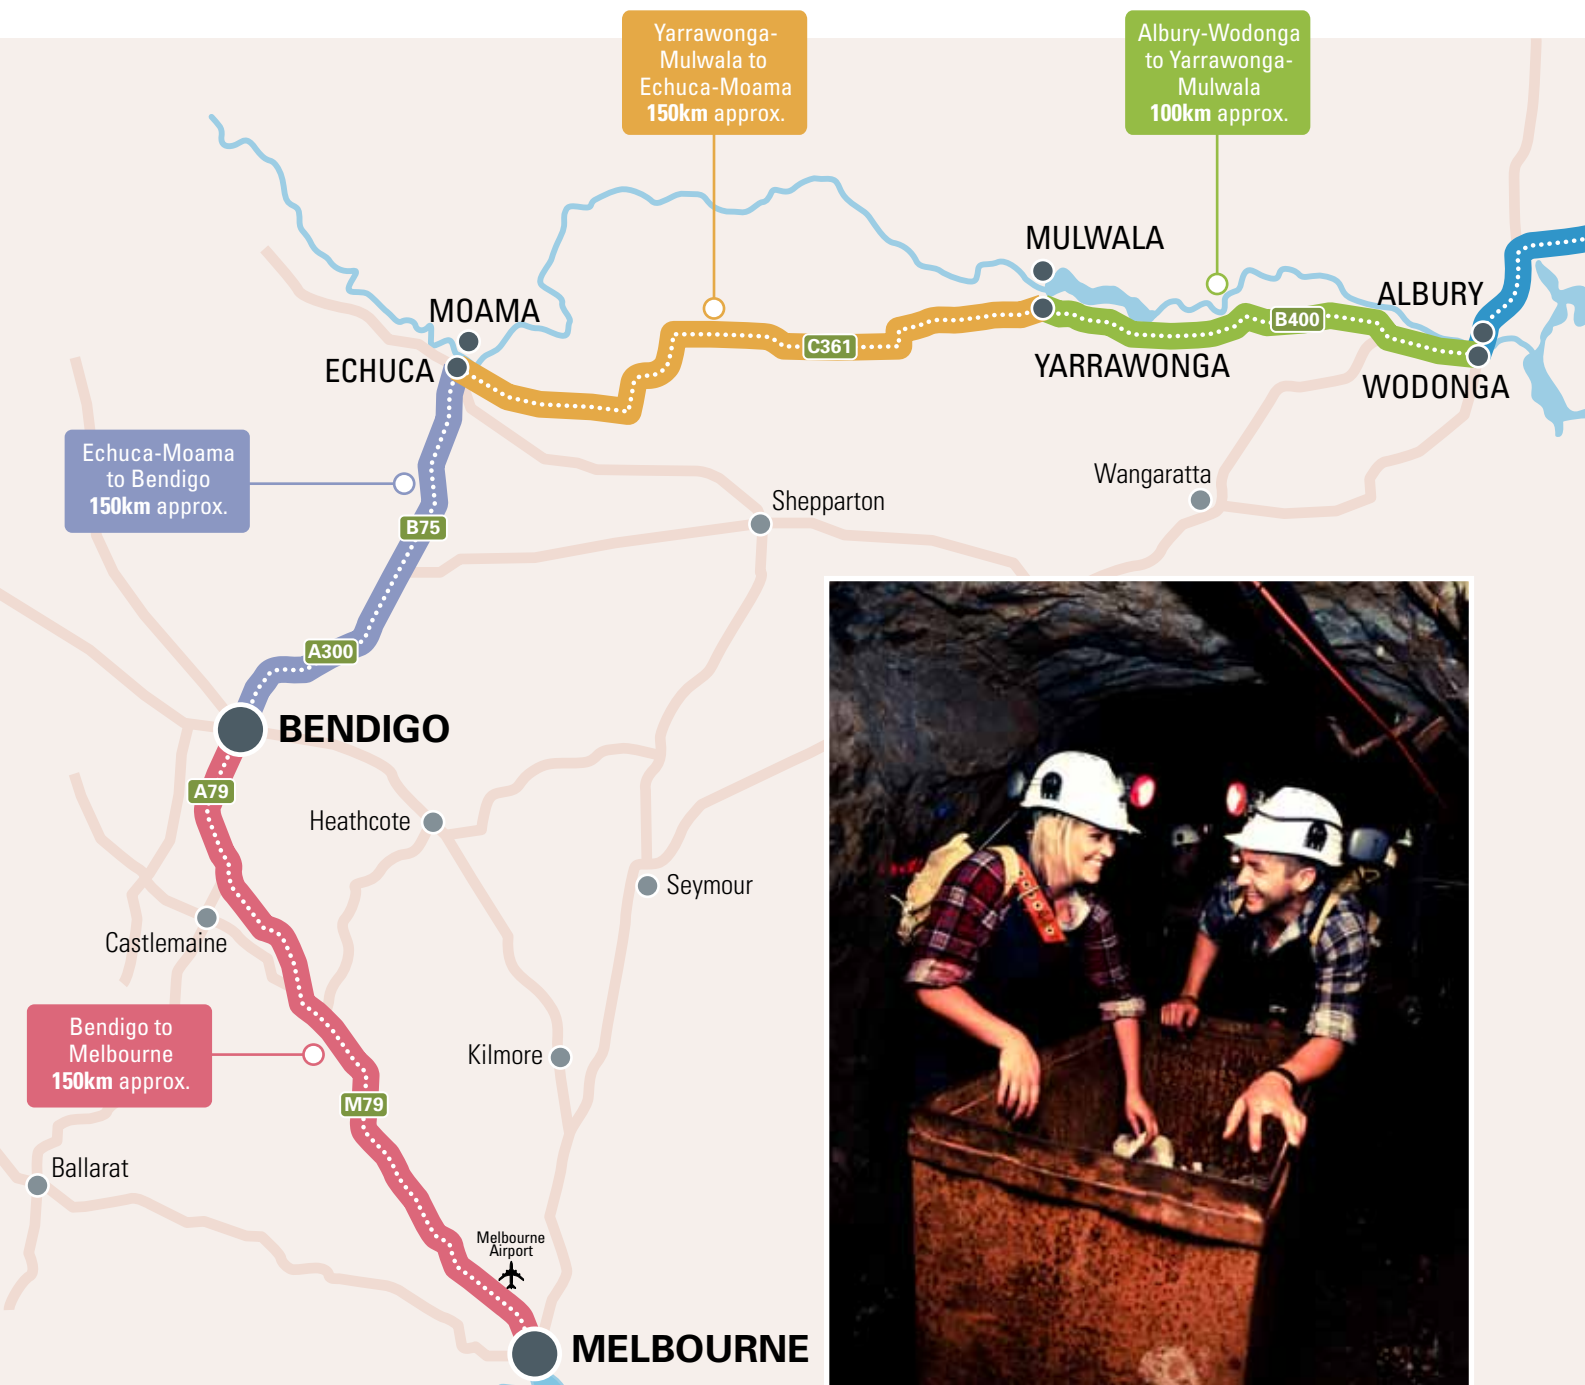 Yarrawonga-
Mulwala to
Echuca-Moama
150km approx.
Albury-Wodonga
to Yarrawonga-
Mulwala
100km approx.
MULWALA
ALBURY
MOAMA
B400
C361
ECHUCA
YARRAWONGA
WODONGA
Echuca-Moama
to Bendigo
150km approx.
Wangaratta
Shepparton
B75
A300
BENDIGO
A79
Heathcote
Seymour
Castlemaine
Bendigo to
Melbourne
150km approx.
Kilmore
M79
Ballarat
Melbourne
Airport
MELBOURNE